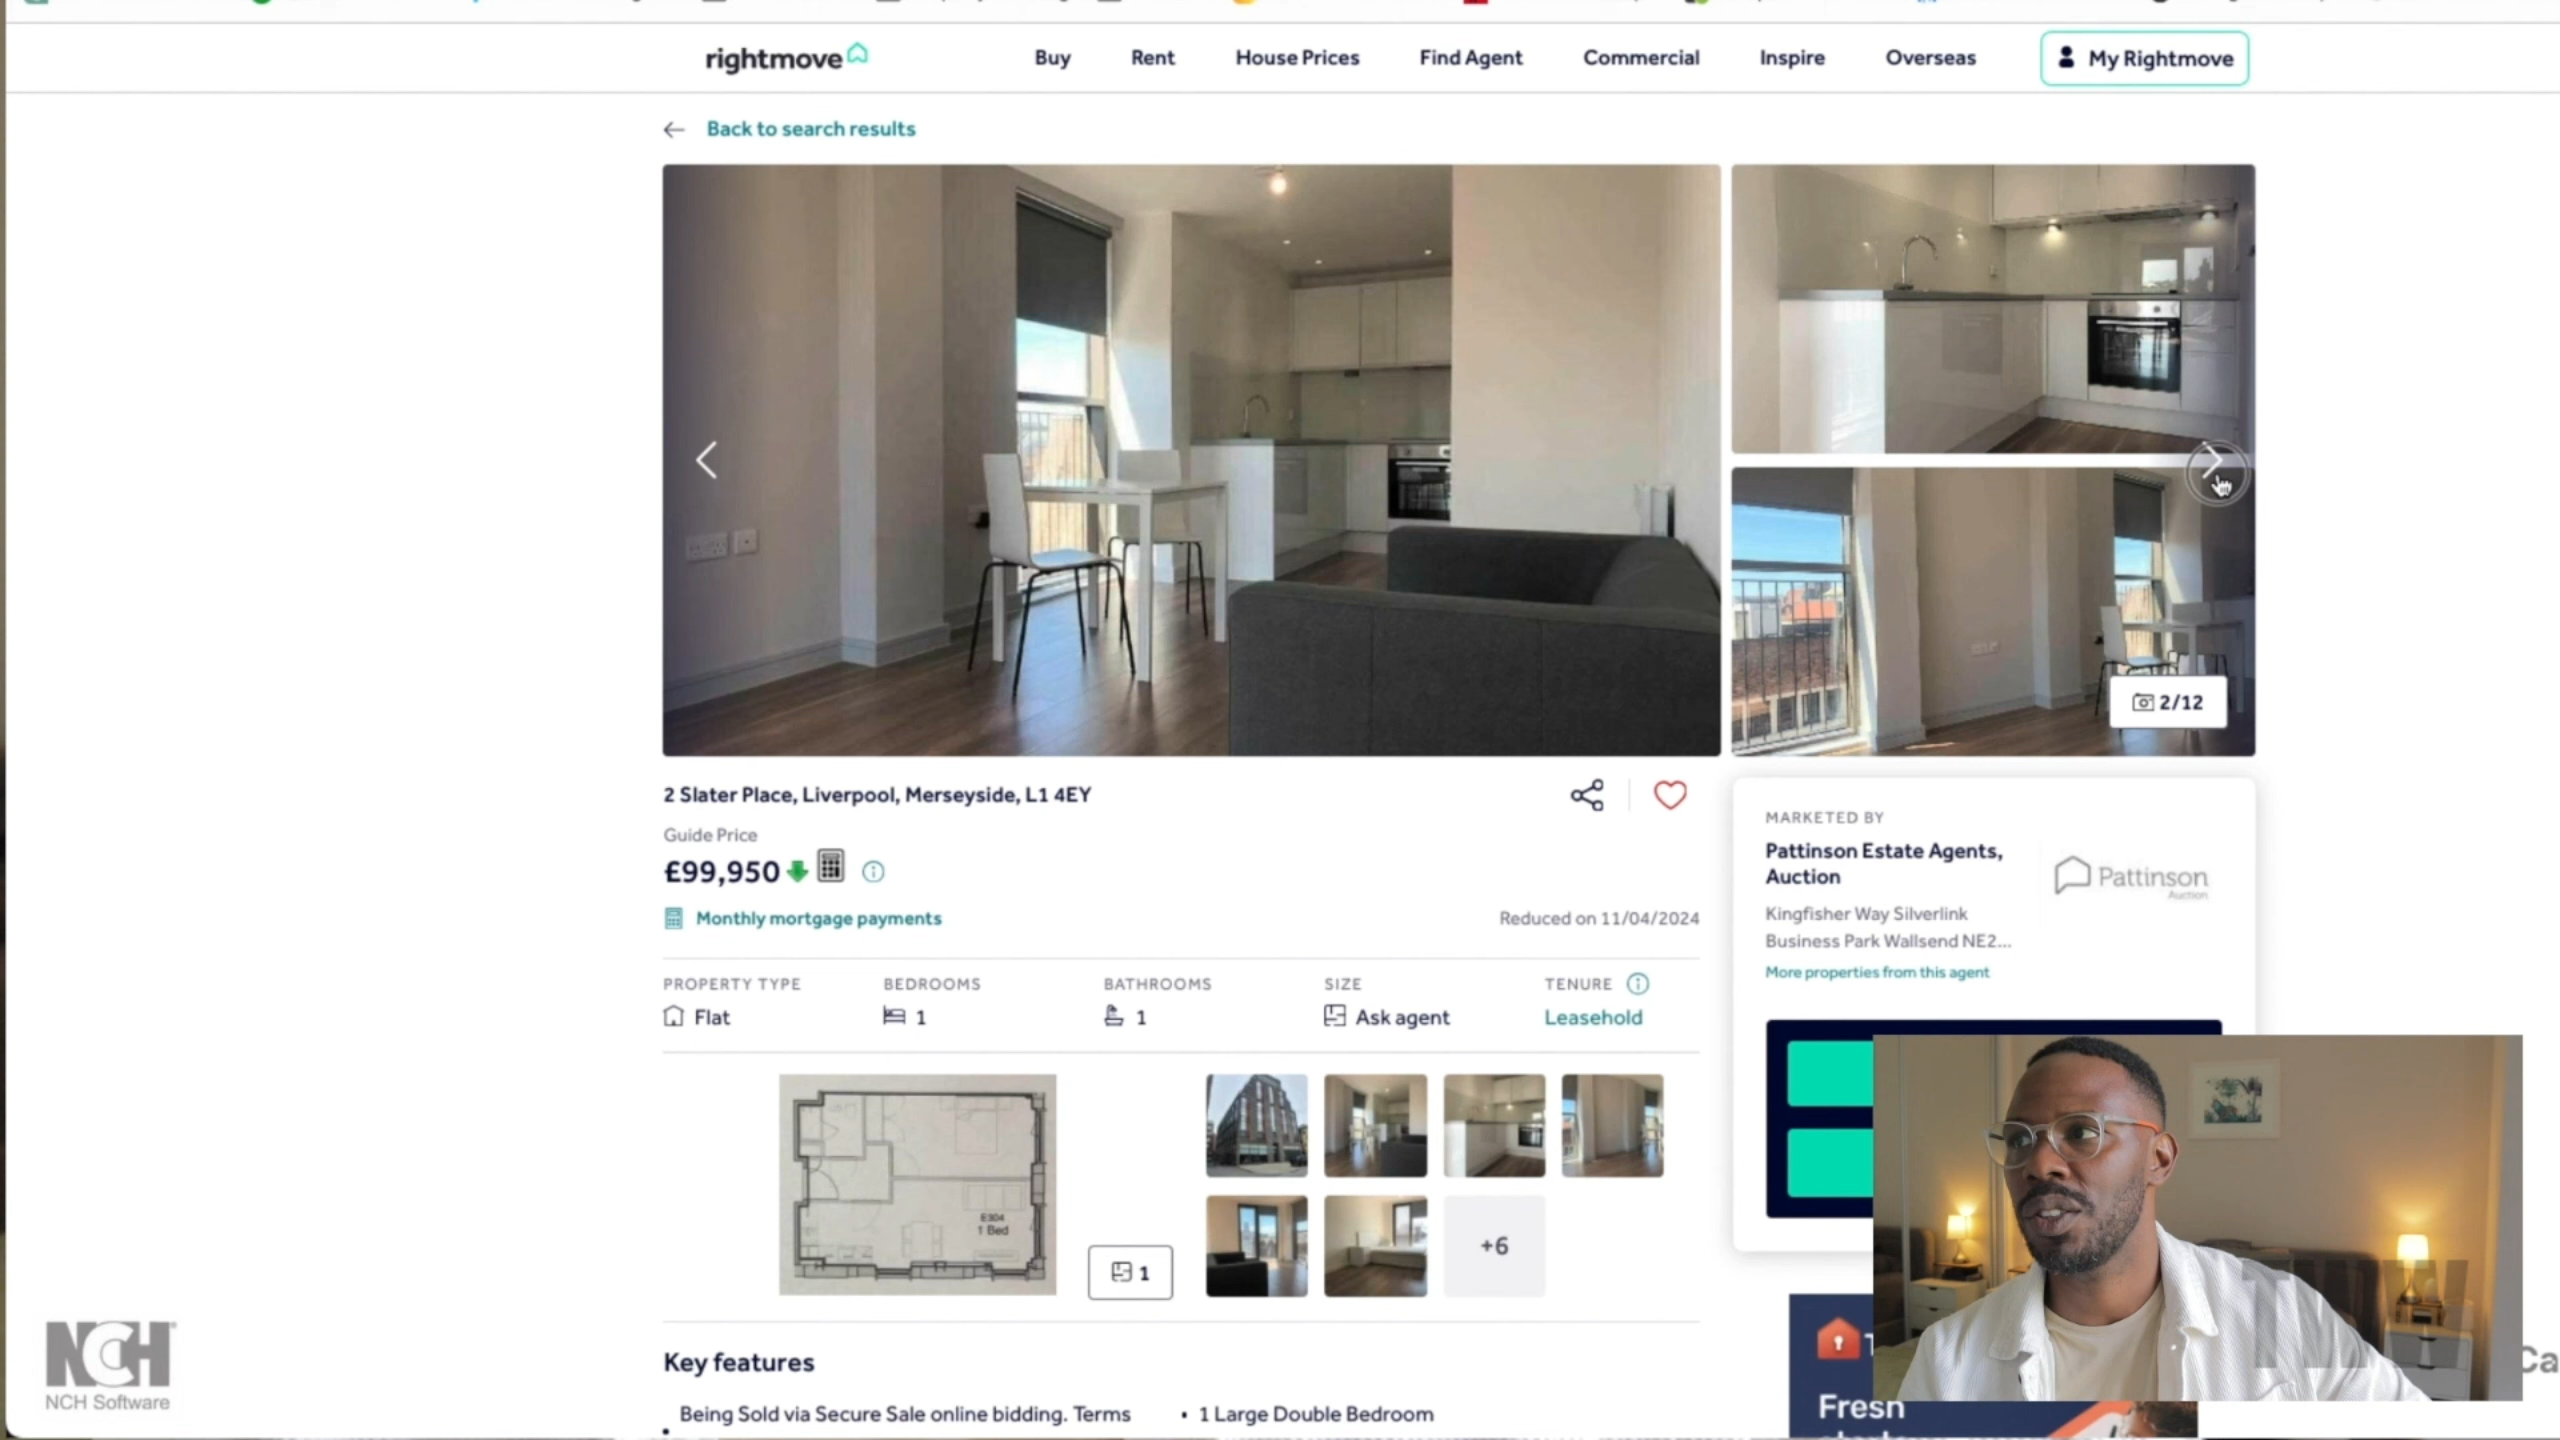 rightmove
Buy
Rent
House Prices
Find Agent
Commercial
Inspire
Overseas
My Rightmove
Back to search results
2/12
2 Slater Place, Liverpool, Merseyside, L1 4EY
Guide Price
£99,950
Monthly mortgage payments
Reduced on 11/04/2024
PROPERTY TYPE
BEDROOMS
BATHROOMS
SIZE
TENURE
Flat
1
1
Ask agent
Leasehold
E304
1 Bed
1
+6
Key features
Being Sold via Secure Sale online bidding. Terms
• 1 Large Double Bedroom
MARKETED BY
Pattinson Estate Agents,
Auction
Pattinson
Auction
Kingfisher Way Silverlink
Business Park Wallsend NE2...
More properties from this agent
NCH
NCH Software